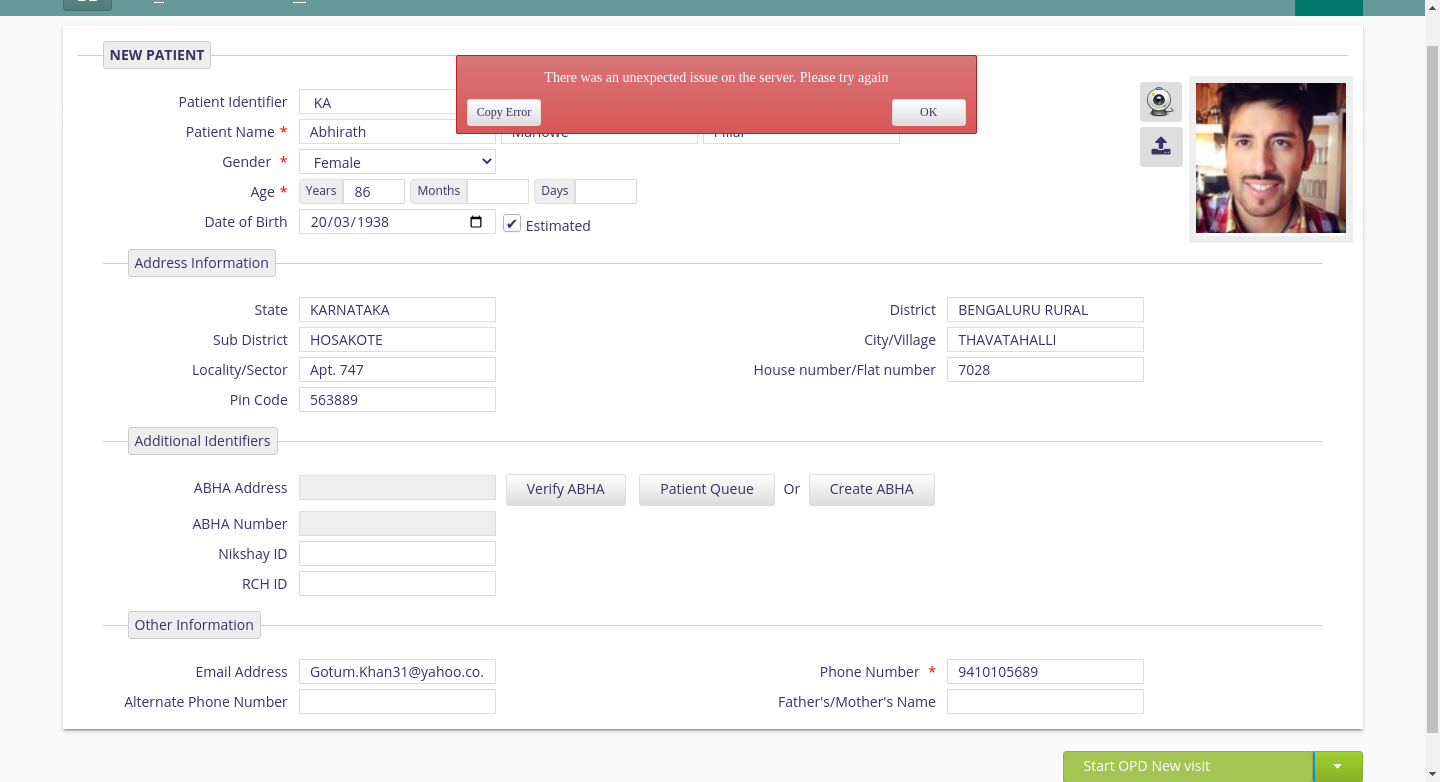 NEW PATIENT
There was an unexpected issue on the server. Please try again
Copy Error
OK
Patient Identifier KA
Patient Name * Abhirath
Gender * Female
Age * Years 86 Months Days
Date of Birth 20/03/1938 ✔ Estimated
Address Information
State KARNATAKA District BENGALURU RURAL
Sub District HOSAKOTE City/Village THAVATAHALLI
Locality/Sector Apt. 747 House number/Flat number 7028
Pin Code 563889
Additional Identifiers
ABHA Address Verify ABHA Patient Queue Or Create ABHA
ABHA Number
Nikshay ID
RCH ID
Other Information
Email Address Gotum.Khan31@yahoo.co. Phone Number * 9410105689
Alternate Phone Number Father's/Mother's Name
Start OPD New visit